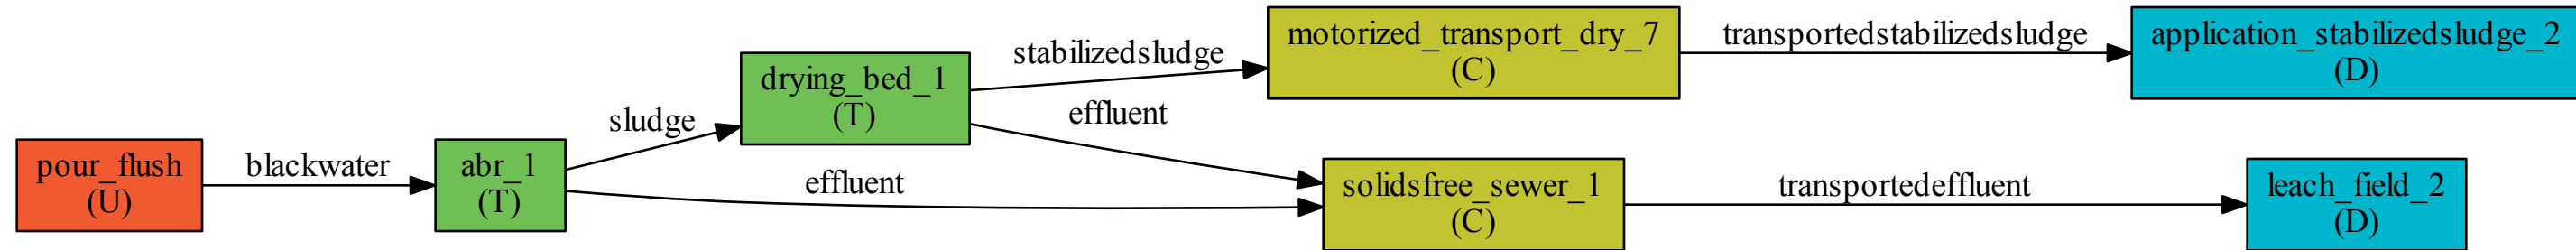 pour_flush
(U)
blackwater
abr_1
(T)
sludge
effluent
drying_bed_1
(T)
stabilizedsludge
effluent
motorized_transport_dry_7
(C)
solidsfree_sewer_1
(C)
transportedstabilizedsludge
transportedeffluent
application_stabilizedsludge_2
(D)
leach_field_2
(D)